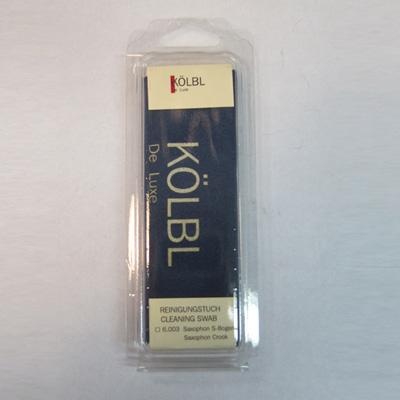 KÖLBL
De Luxe
KÖLBL
De Luxe
REINIGUNGSTUCH
CLEANING SWAB
☐ 6.003 Saxophon S-Bogen
Saxophon Crook